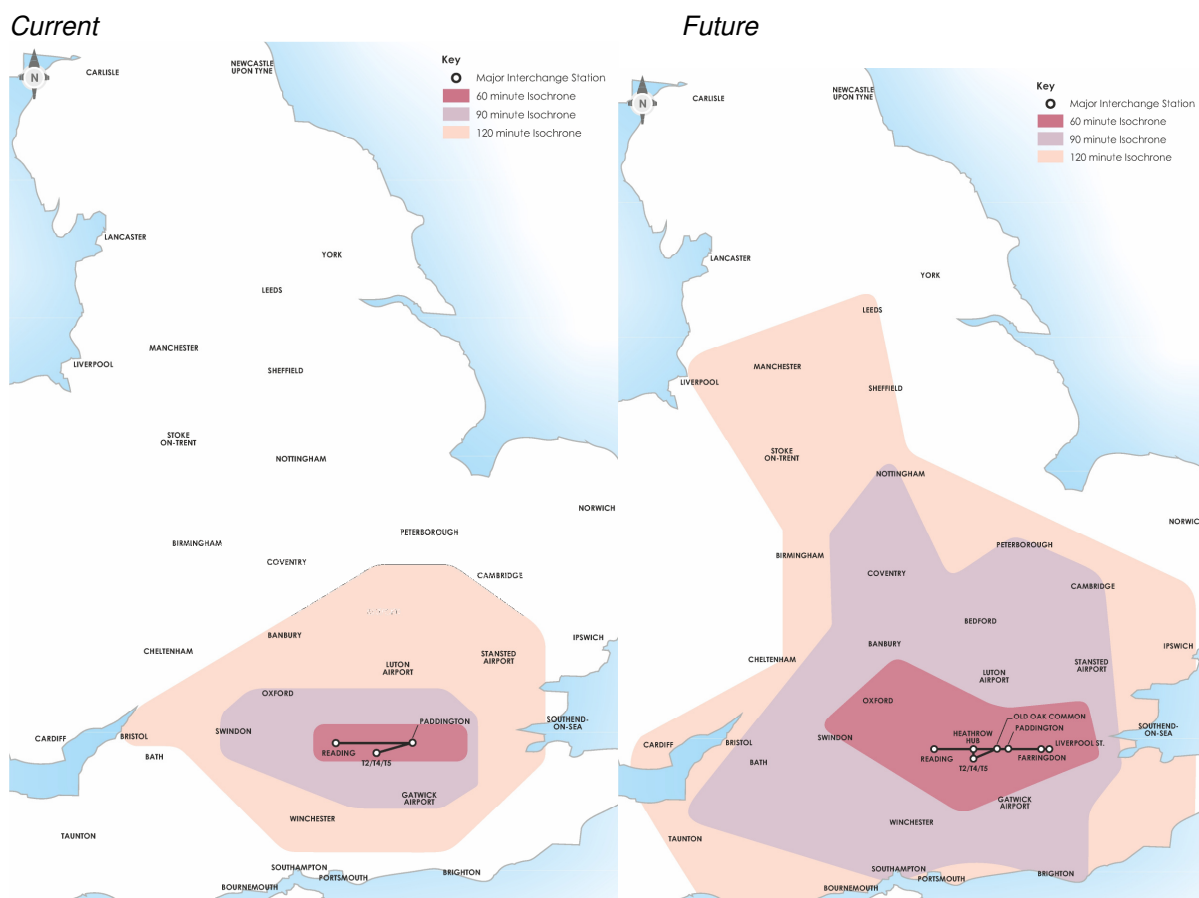 Current
N
CARLISLE
NEWCASTLE
UPON TYNE
Key
Major Interchange Station
60 minute Isochrone
90 minute Isochrone
120 minute Isochrone
LANCASTER
YORK
LEEDS
MANCHESTER
LIVERPOOL
SHEFFIELD
STOKE
ON-TRENT
NOTTINGHAM
NORWICH
PETERBOROUGH
BIRMINGHAM
COVENTRY
CAMBRIDGE
BANBURY
IPSWICH
CHELTENHAM
STANSTED
AIRPORT
LUTON
AIRPORT
OXFORD
PADDINGTON
SOUTHEND-
ON-SEA
SWINDON
CARDIFF
BRISTOL
READING
BATH
T2/T4/T5
GATWICK
AIRPORT
WINCHESTER
TAUNTON
SOUTHAMPTON
BRIGHTON
PORTSMOUTH
BOURNEMOUTH
Future
N
CARLISLE
NEWCASTLE
UPON TYNE
Key
Major Interchange Station
60 minute Isochrone
90 minute Isochrone
120 minute Isochrone
LANCASTER
YORK
LEEDS
MANCHESTER
LIVERPOOL
SHEFFIELD
STOKE
ON-TRENT
NOTTINGHAM
NORWIC
PETERBOROUGH
BIRMINGHAM
COVENTRY
CAMBRIDGE
BEDFORD
BANBURY
IPSWICH
CHELTENHAM
STANSTED
AIRPORT
LUTON
AIRPORT
OXFORD
OLD OAK COMMON
PADDINGTON
SOUTHEND-
ON-SEA
HEATHROW
HUB
SWINDON
CARDIFF
BRISTOL
LIVERPOOL ST.
READING
FARRINGDON
BATH
T2/T4/T5
GATWICK
AIRPORT
WINCHESTER
TAUNTON
SOUTHAMPTON
BRIGHTON
PORTSMOUTH
BOURNEMOUTH